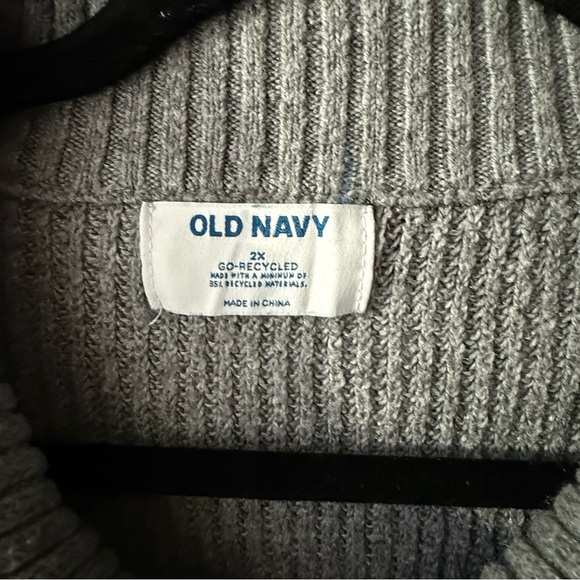 OLD NAVY
2X
GO-RECYCLED
MADE WITH A MINIMUM OF
35% RECYCLED MATERIALS.
MADE IN CHINA